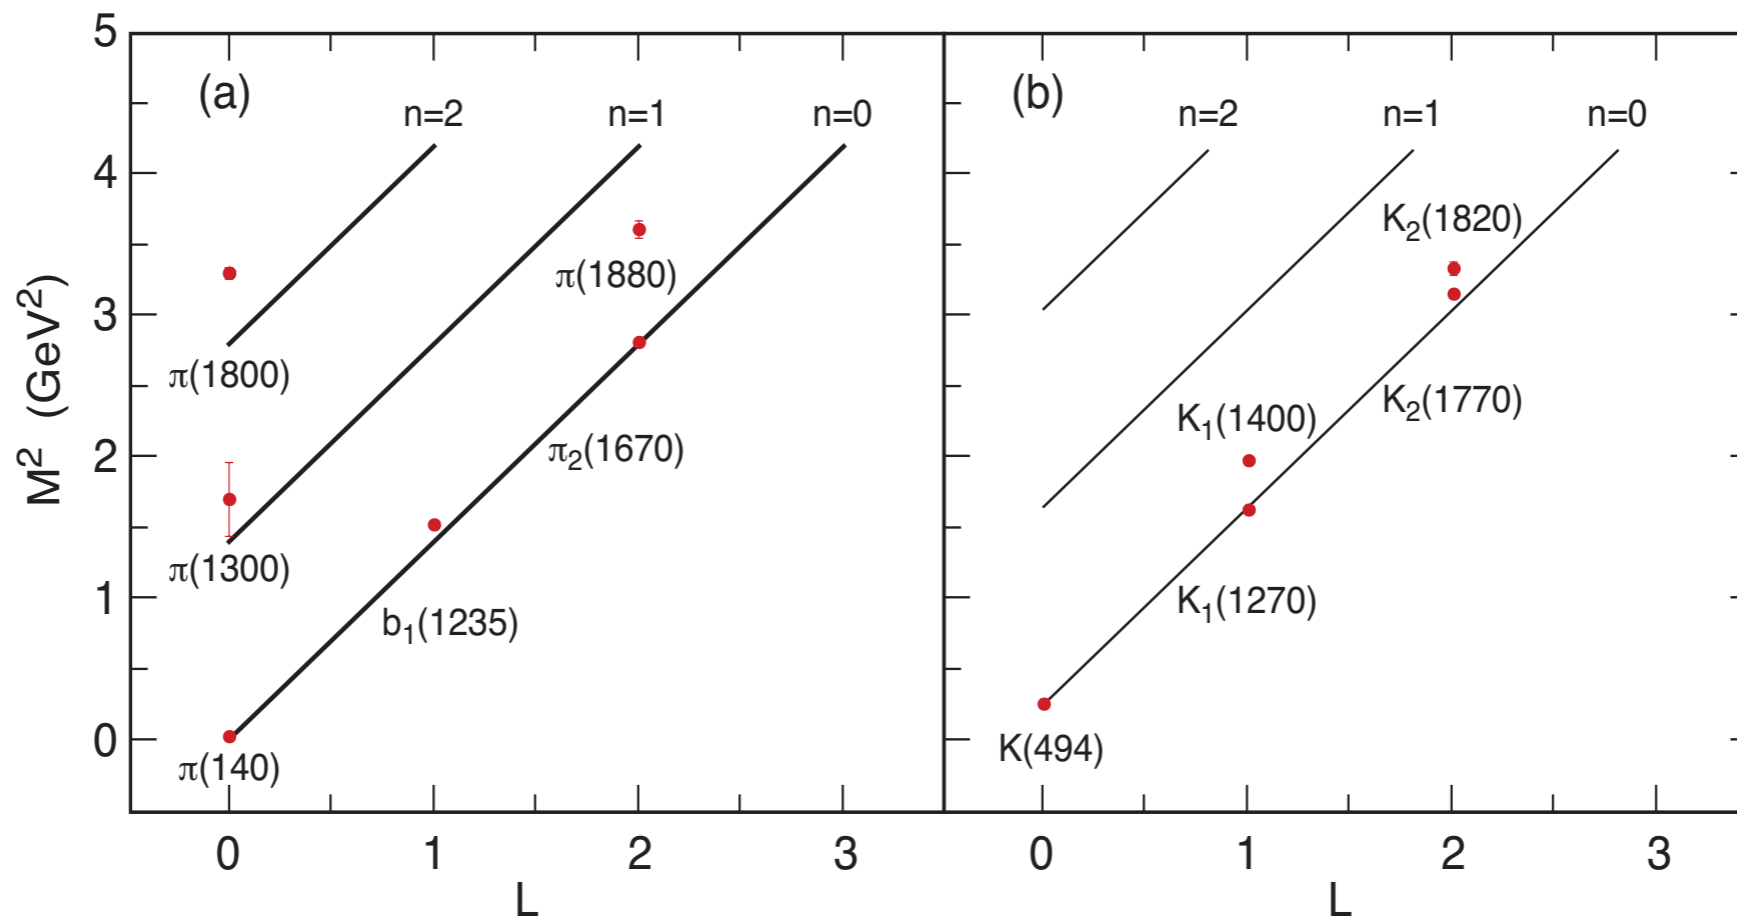 M² (GeV²)
5
4
3
2
1
0
(a)
n=2
n=1
n=0
π(1880)
π(1800)
π₂(1670)
π(1300)
b₁(1235)
π(140)
0
1
2
3
L
(b)
n=2
n=1
n=0
K₂(1820)
K₂(1770)
K₁(1400)
K₁(1270)
K(494)
0
1
2
3
L